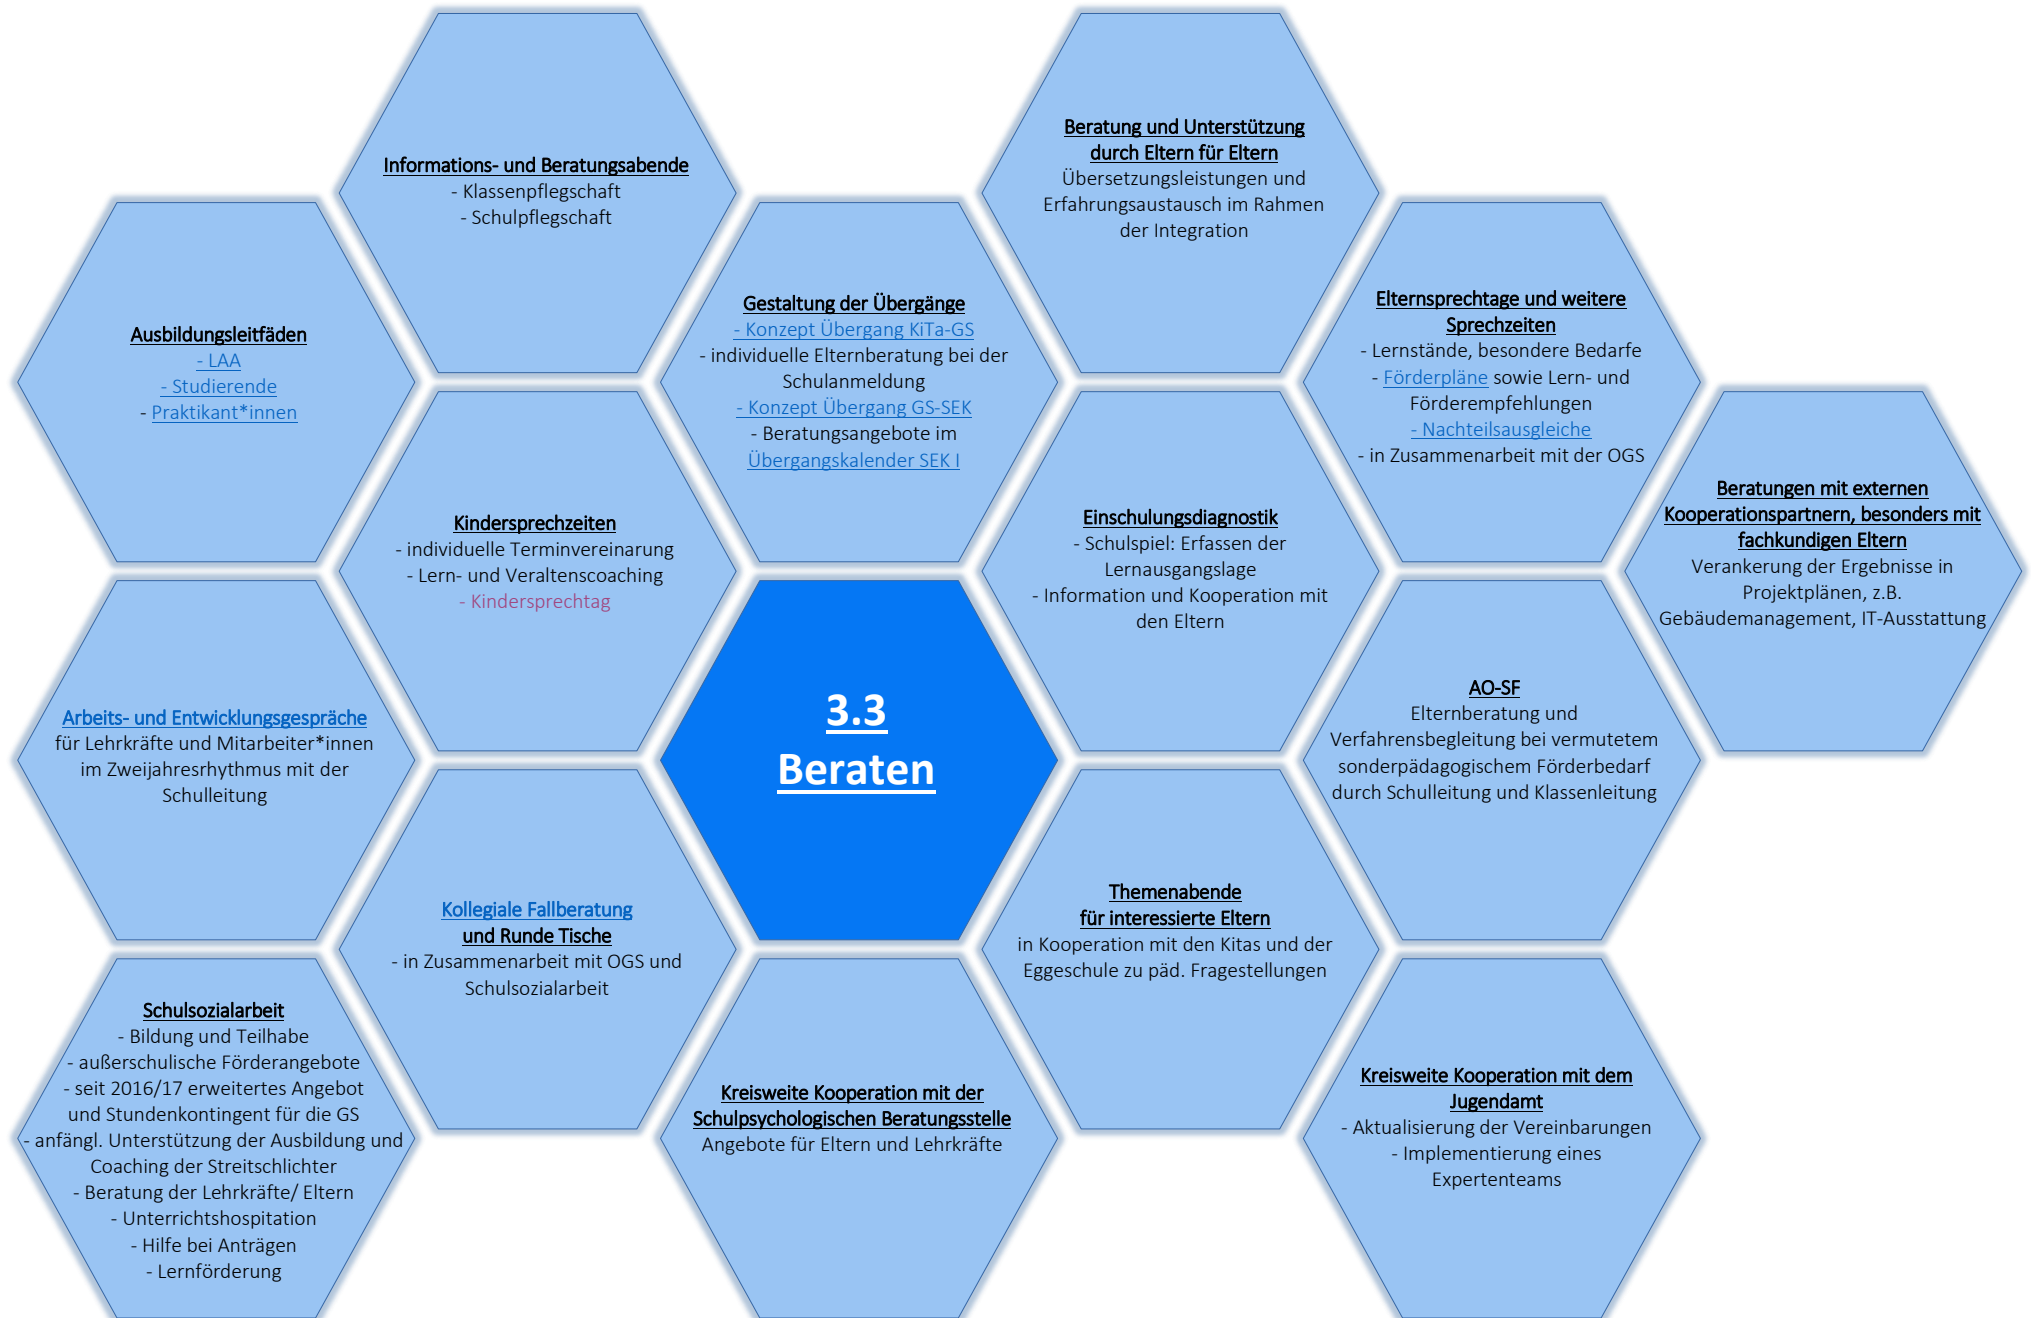 Informations- und Beratungsabende
- Klassenpflegschaft
- Schulpflegschaft
Beratung und Unterstützung
durch Eltern für Eltern
Übersetzungsleistungen und
Erfahrungsaustausch im Rahmen
der Integration
Ausbildungsleitfäden
- LAA
- Studierende
- Praktikant*innen
Gestaltung der Übergänge
- Konzept Übergang KiTa-GS
- individuelle Elternberatung bei der
Schulanmeldung
- Konzept Übergang GS-SEK
- Beratungsangebote im
Übergangskalender SEK I
Elternsprechtage und weitere
Sprechzeiten
- Lernstände, besondere Bedarfe
- Förderpläne sowie Lern- und
Förderempfehlungen
- Nachteilsausgleiche
- in Zusammenarbeit mit der OGS
Kindersprechzeiten
- individuelle Terminvereinarung
- Lern- und Veraltenscoaching
- Kindersprechtag
Einschulungsdiagnostik
- Schulspiel: Erfassen der
Lernausgangslage
- Information und Kooperation mit
den Eltern
Beratungen mit externen
Kooperationspartnern, besonders mit
fachkundigen Eltern
Verankerung der Ergebnisse in
Projektplänen, z.B.
Gebäudemanagement, IT-Ausstattung
Arbeits- und Entwicklungsgespräche
für Lehrkräfte und Mitarbeiter*innen
im Zweijahresrhythmus mit der
Schulleitung
3.3
Beraten
AO-SF
Elternberatung und
Verfahrensbegleitung bei vermutetem
sonderpädagogischem Förderbedarf
durch Schulleitung und Klassenleitung
Kollegiale Fallberatung
und Runde Tische
- in Zusammenarbeit mit OGS und
Schulsozialarbeit
Themenabende
für interessierte Eltern
in Kooperation mit den Kitas und der
Eggeschule zu päd. Fragestellungen
Schulsozialarbeit
- Bildung und Teilhabe
- außerschulische Förderangebote
- seit 2016/17 erweitertes Angebot
und Stundenkontingent für die GS
- anfängl. Unterstützung der Ausbildung und
Coaching der Streitschlichter
- Beratung der Lehrkräfte/ Eltern
- Unterrichtshospitation
- Hilfe bei Anträgen
- Lernförderung
Kreisweite Kooperation mit der
Schulpsychologischen Beratungsstelle
Angebote für Eltern und Lehrkräfte
Kreisweite Kooperation mit dem
Jugendamt
- Aktualisierung der Vereinbarungen
- Implementierung eines
Expertenteams